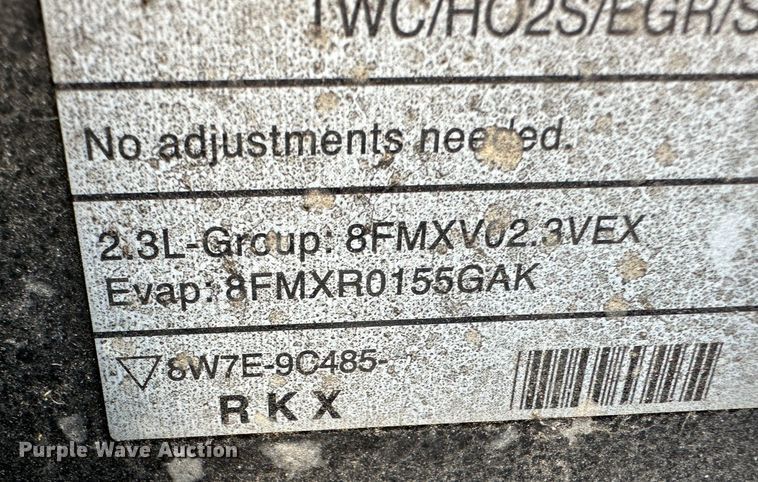 TWC/HO2S/EGR/S
No adjustments needed.
2.3L-Group: 8FMXV02.3VEX
Evap: 8FMXR0155GAK
8W7E-9C485-
RKX
Purple Wave Auction